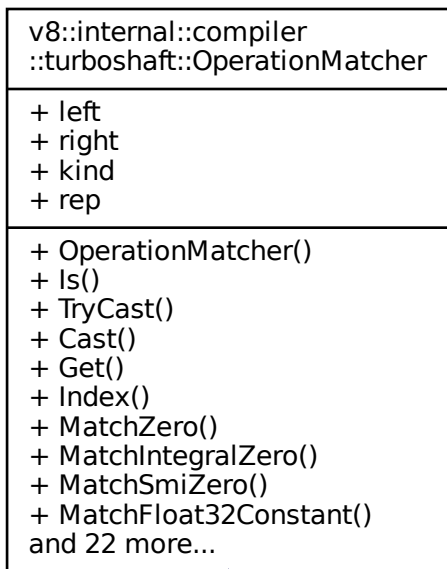 v8::internal::compiler
::turboshaft::OperationMatcher
+ left
+ right
+ kind
+ rep
+ OperationMatcher()
+ Is()
+ TryCast()
+ Cast()
+ Get()
+ Index()
+ MatchZero()
+ MatchIntegralZero()
+ MatchSmiZero()
+ MatchFloat32Constant()
and 22 more...